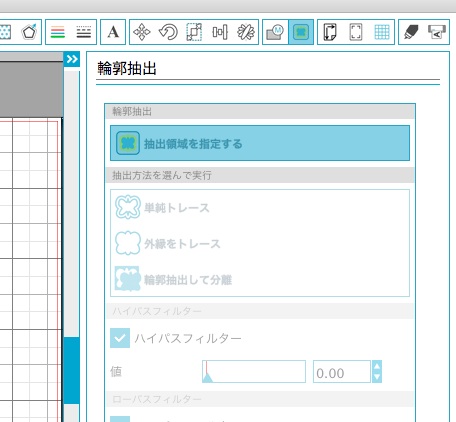 A
M
輪郭抽出
輪郭抽出
抽出領域を指定する
抽出方法を選んで実行
単純トレース
外縁をトレース
輪郭抽出して分離
ハイパスフィルター
ハイパスフィルター
値 0.00
ローパスフィルター